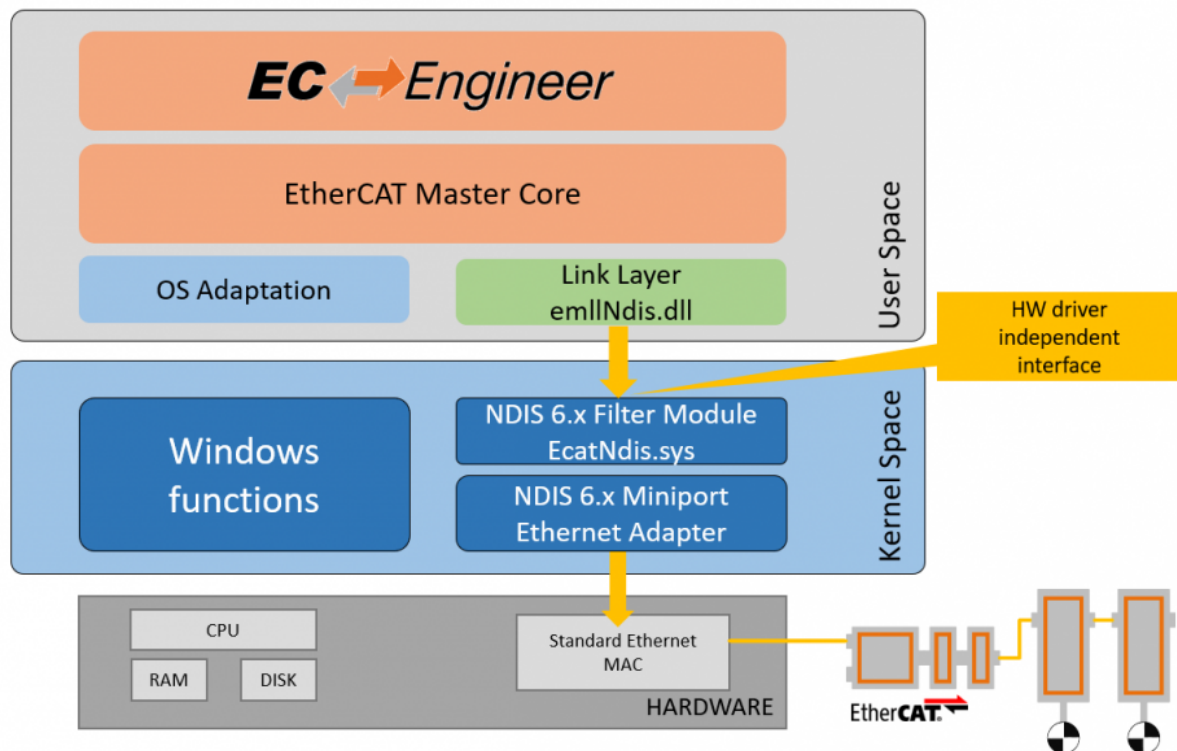 EC Engineer
EtherCAT Master Core
User Space
OS Adaptation
Link Layer
emllNdis.dll
HW driver
independent
interface
Kernel Space
Windows
functions
NDIS 6.x Filter Module
EcatNdis.sys
NDIS 6.x Miniport
Ethernet Adapter
CPU
RAM
DISK
Standard Ethernet
MAC
HARDWARE
EtherCAT®